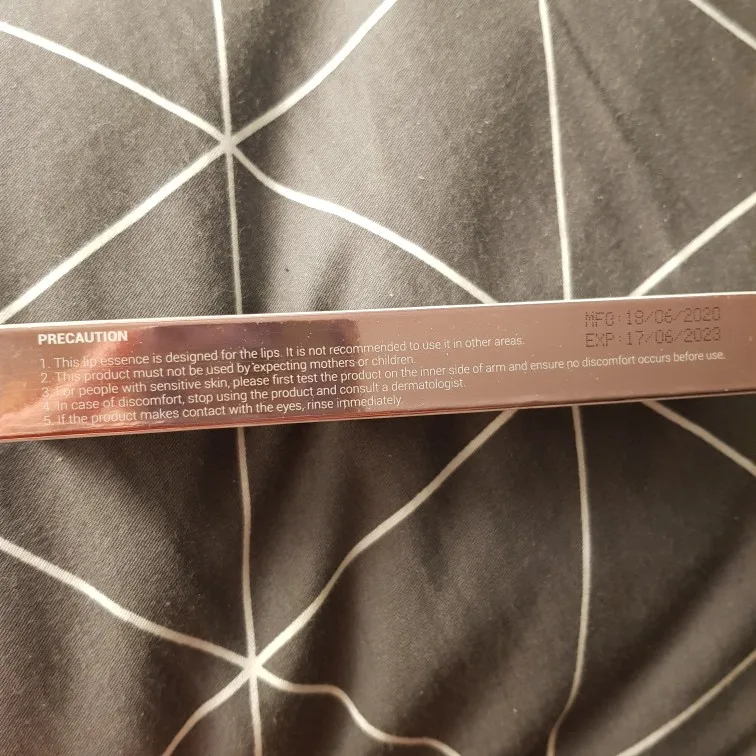 PRECAUTION
1. This lip essence is designed for the lips. It is not recommended to use it in other areas.
2. This product must not be used by expecting mothers or children.
3. For people with sensitive skin, please first test the product on the inner side of arm and ensure no discomfort occurs before use.
4. In case of discomfort, stop using the product and consult a dermatologist.
5. If the product makes contact with the eyes, rinse immediately.
MFG:18/06/2020
EXP:17/06/2023